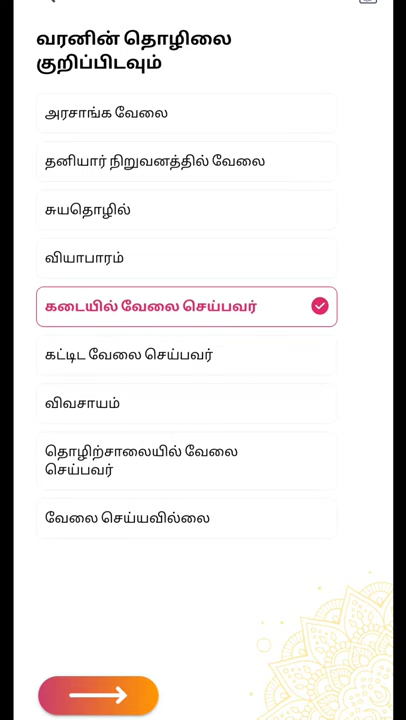 வரனின் தொழிலை
குறிப்பிடவும்
அரசாங்க வேலை
தனியார் நிறுவனத்தில் வேலை
சுயதொழில்
வியாபாரம்
கடையில் வேலை செய்பவர்
கட்டிட வேலை செய்பவர்
விவசாயம்
தொழிற்சாலையில் வேலை
செய்பவர்
வேலை செய்யவில்லை